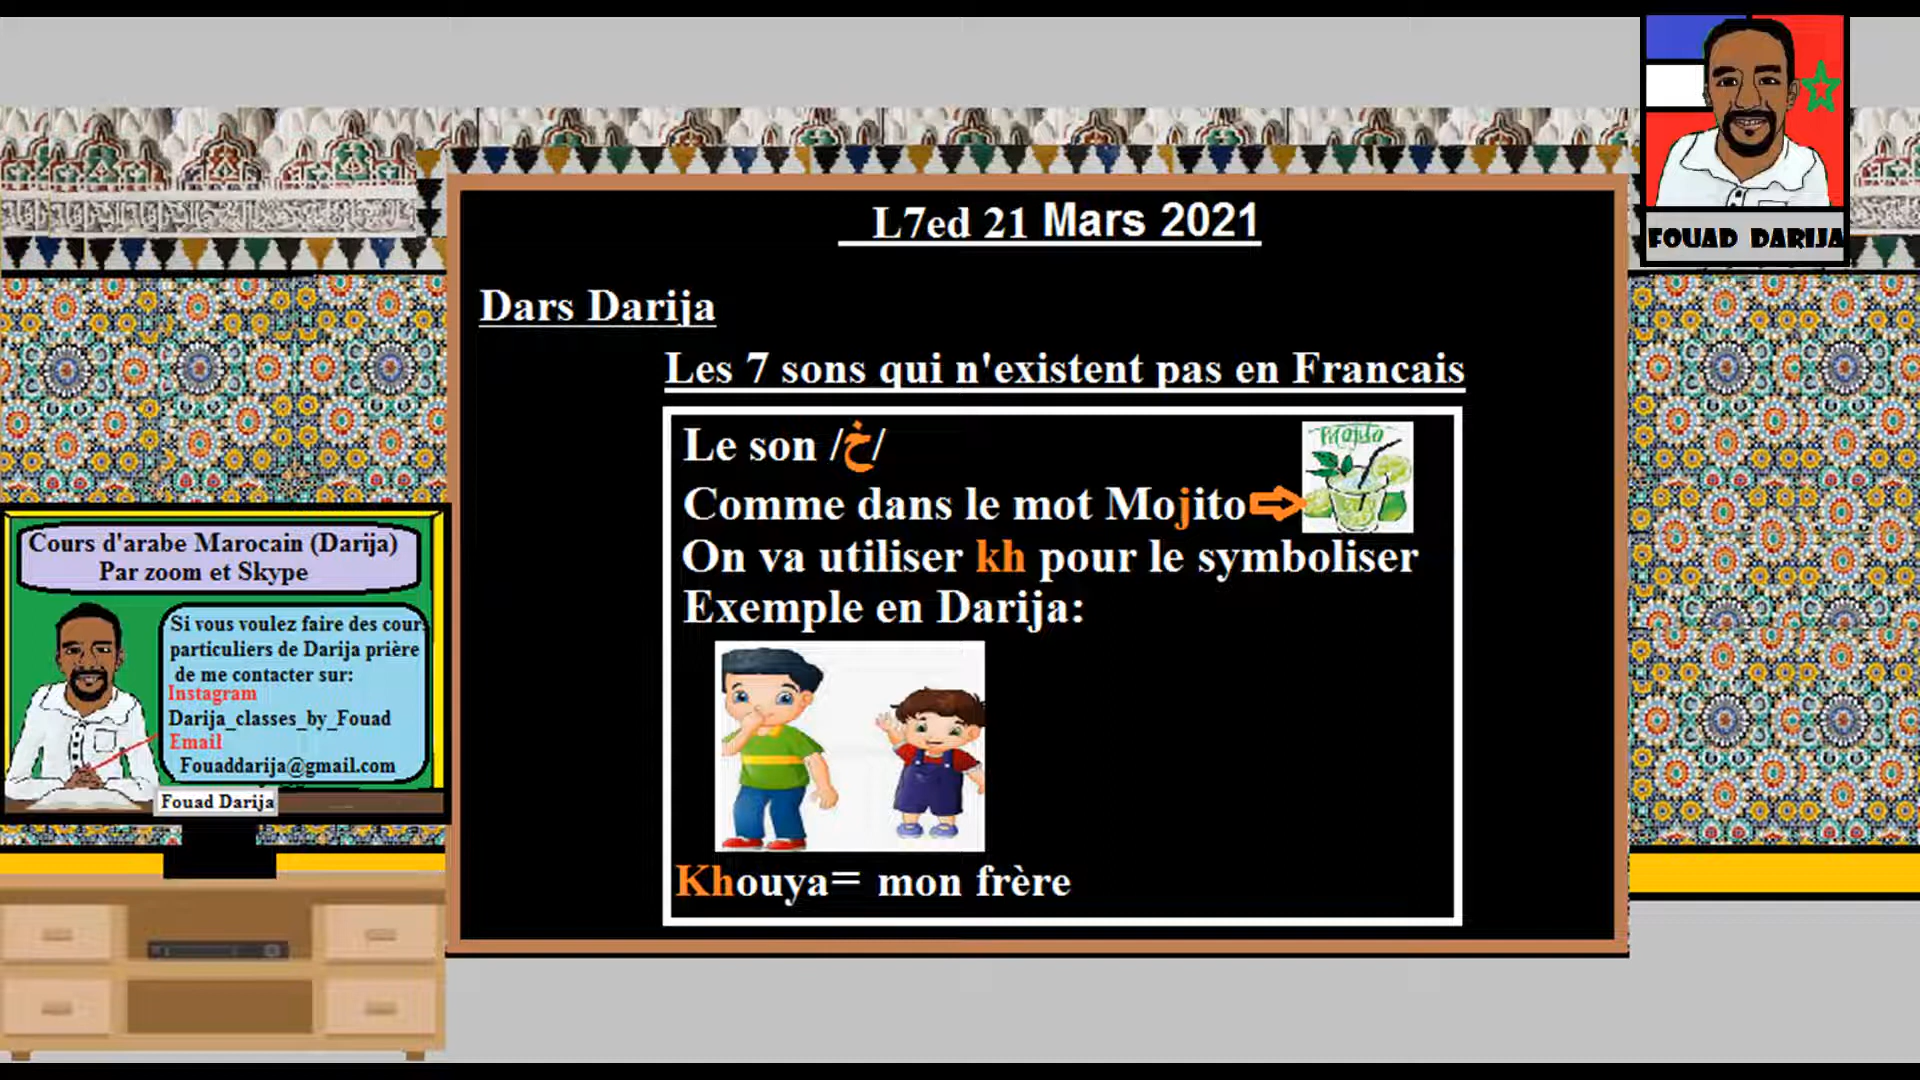 FOUAD DARIJA
L7ed 21 Mars 2021
Dars Darija
Les 7 sons qui n'existent pas en Francais
Le son /خ/
Comme dans le mot Mojito
Mojito
On va utiliser kh pour le symboliser
Exemple en Darija:
Khouya= mon frère
Cours d'arabe Marocain (Darija)
Par zoom et Skype
Si vous voulez faire des cours
particuliers de Darija prière
de me contacter sur:
Instagram
Darija_classes_by_Fouad
Email
Fouaddarija@gmail.com
Fouad Darija